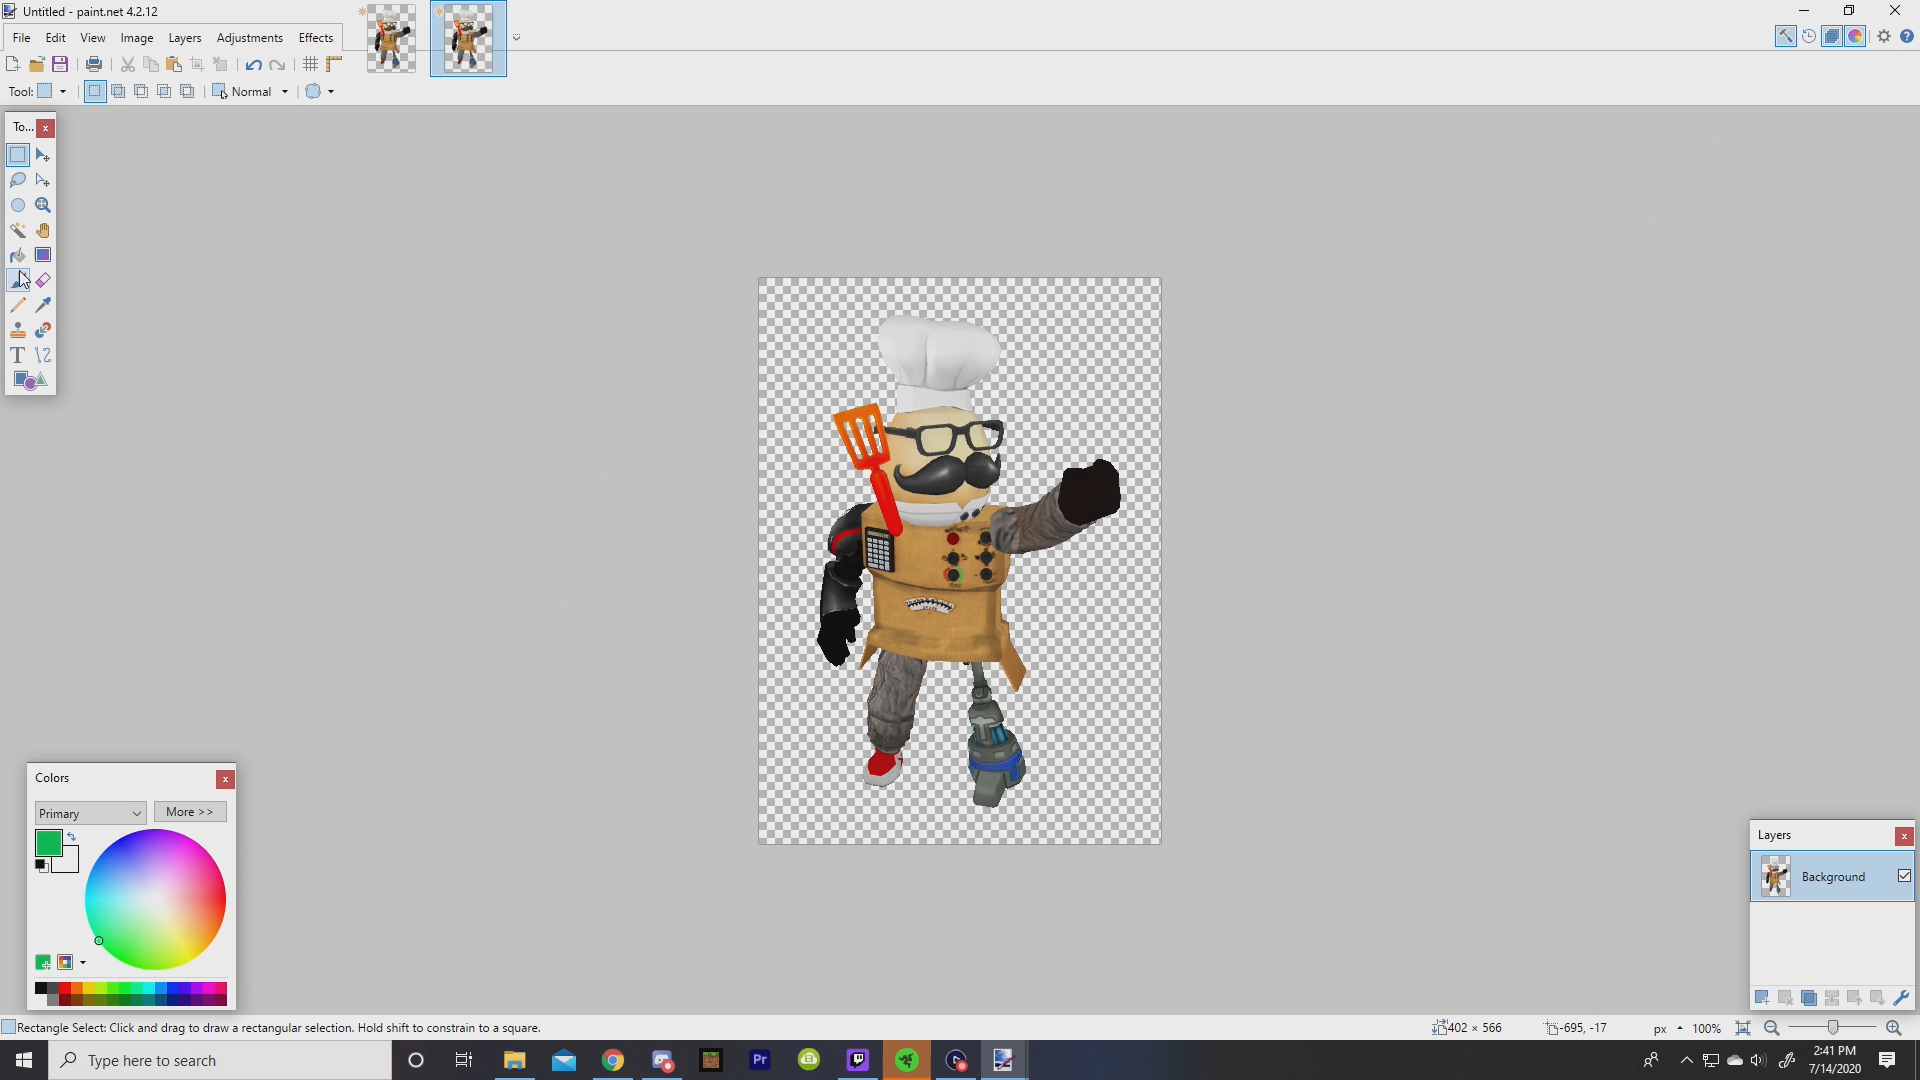 Untitled - paint.net 4.2.12
File Edit View Image Layers Adjustments Effects
Tool: Normal
To...
Colors
Primary More >>
Layers
Background
Rectangle Select: Click and drag to draw a rectangular selection. Hold shift to constrain to a square.
402 × 566 -695, -17 px 100%
Type here to search
Pr
2:41 PM
7/14/2020